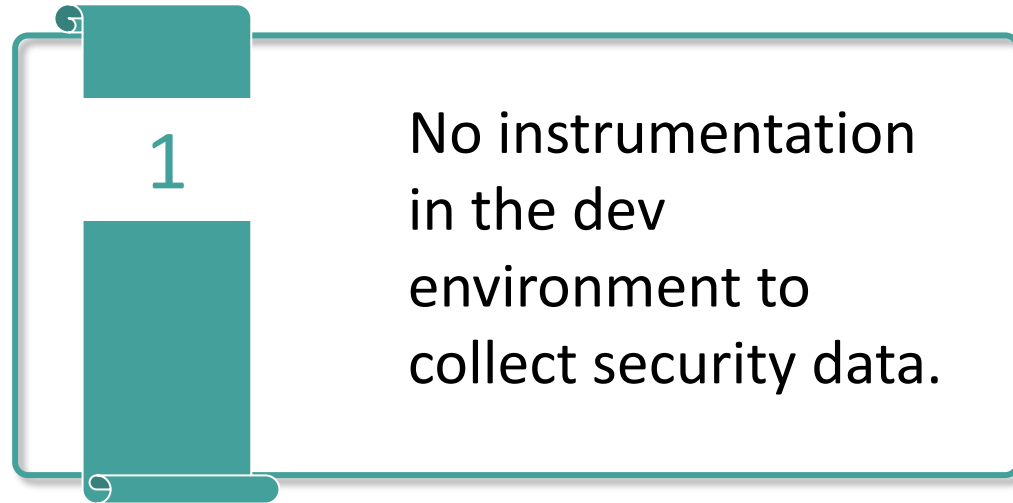 1
No instrumentation
in the dev
environment to
collect security data.